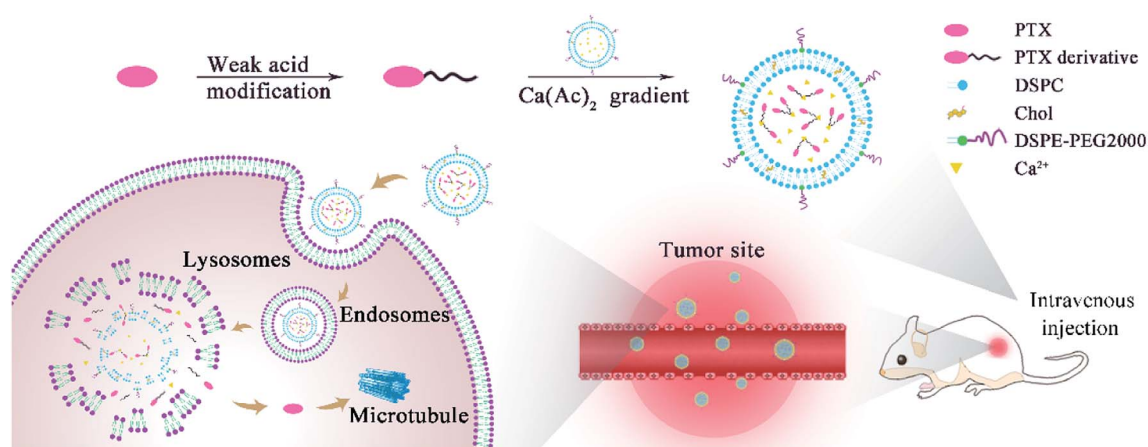 Weak acid
modification
Ca(Ac)₂ gradient
PTX
PTX derivative
DSPC
Chol
DSPE-PEG2000
Ca²⁺
Lysosomes
Endosomes
Microtubule
Tumor site
Intravenous
injection